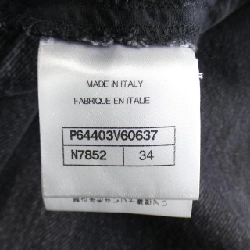 MADE IN ITALY
FABRIQUE EN ITALIE
P64403V60637
N7852 34